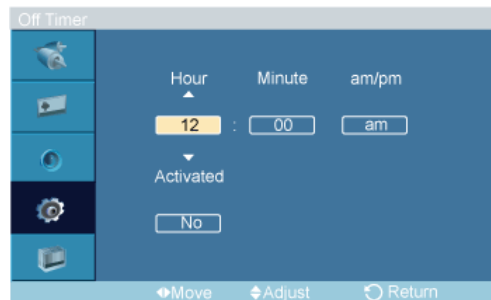 Off Timer
Hour Minute am/pm
12 : 00 am
Activated
No
Move Adjust Return